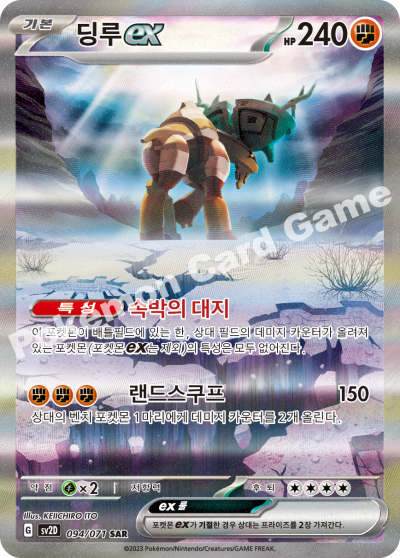 기본 딩루ex HP 240
특성 속박의 대지
이 포켓몬이 배틀필드에 있는 한, 상대 필드의 데미지 카운터가 올려져
있는 포켓몬(포켓몬ex는 제외)의 특성은 모두 없어진다.
랜드스쿠프 150
상대의 벤치 포켓몬 1마리에게 데미지 카운터를 2개 올린다.
약점 ×2 저항력 후퇴
Illus. KEIICHIRO ITO
G sv2D 094/071 SAR
ex룰
포켓몬ex가 기절한 경우 상대는 프라이즈를 2장 가져간다.
©2023 Pokémon/Nintendo/Creatures/GAME FREAK.
Pokémon Card Game